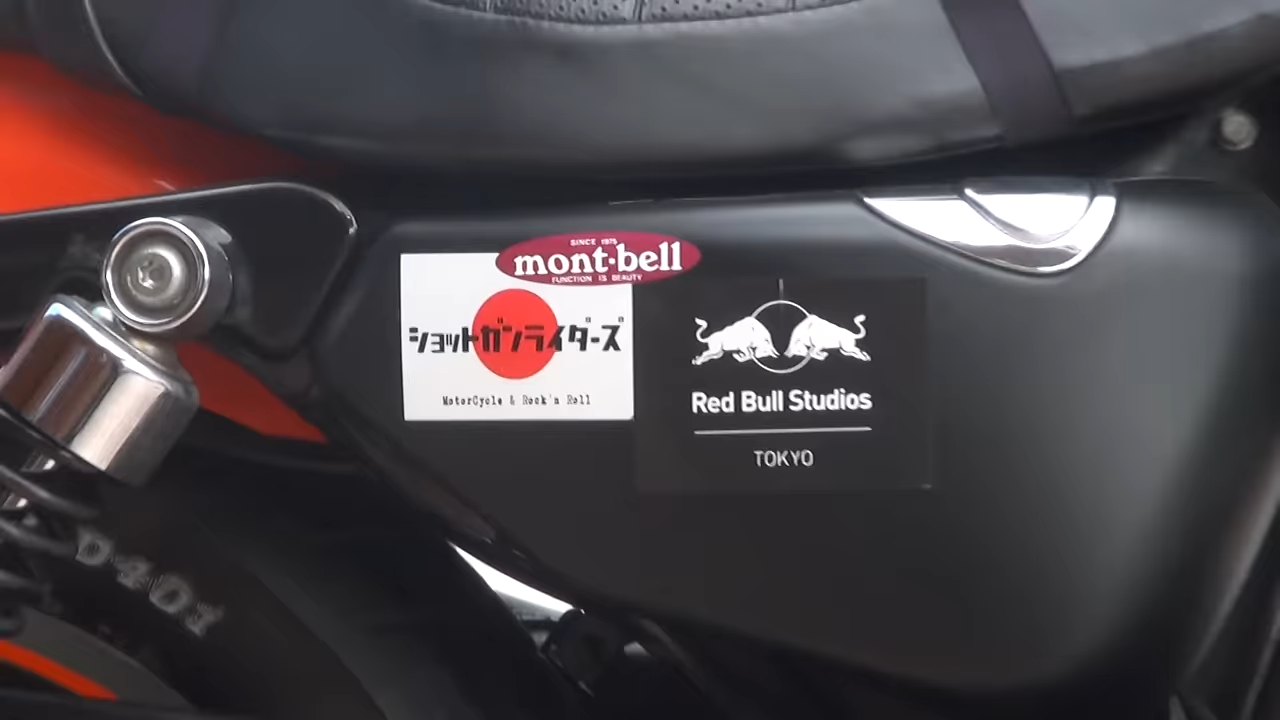 SINCE 1975
mont-bell
FUNCTION IS BEAUTY
ショットガンライダーズ
MotorCycle & Rock'n Roll
Red Bull Studios
TOKYO
D401